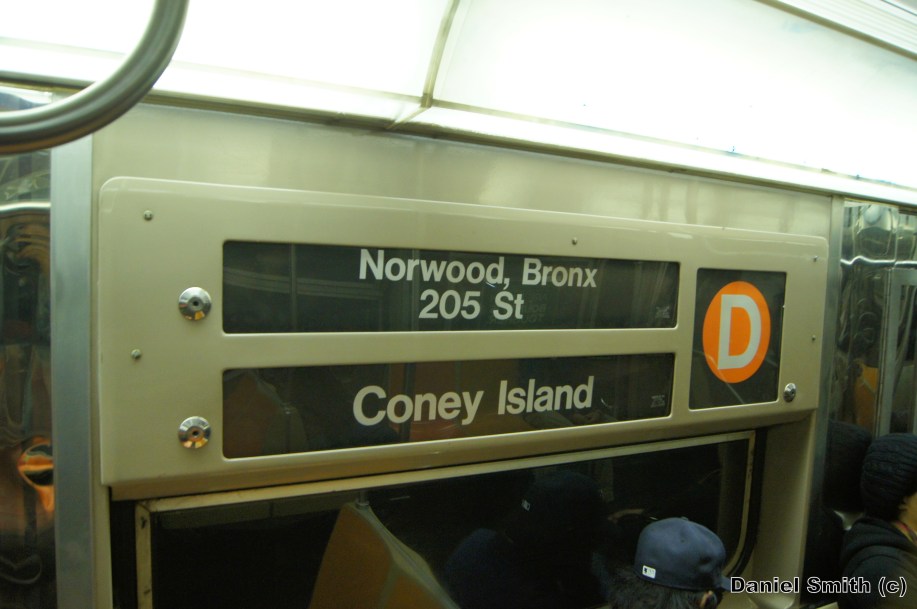 Norwood, Bronx
205 St
Coney Island
D
Daniel Smith (c)